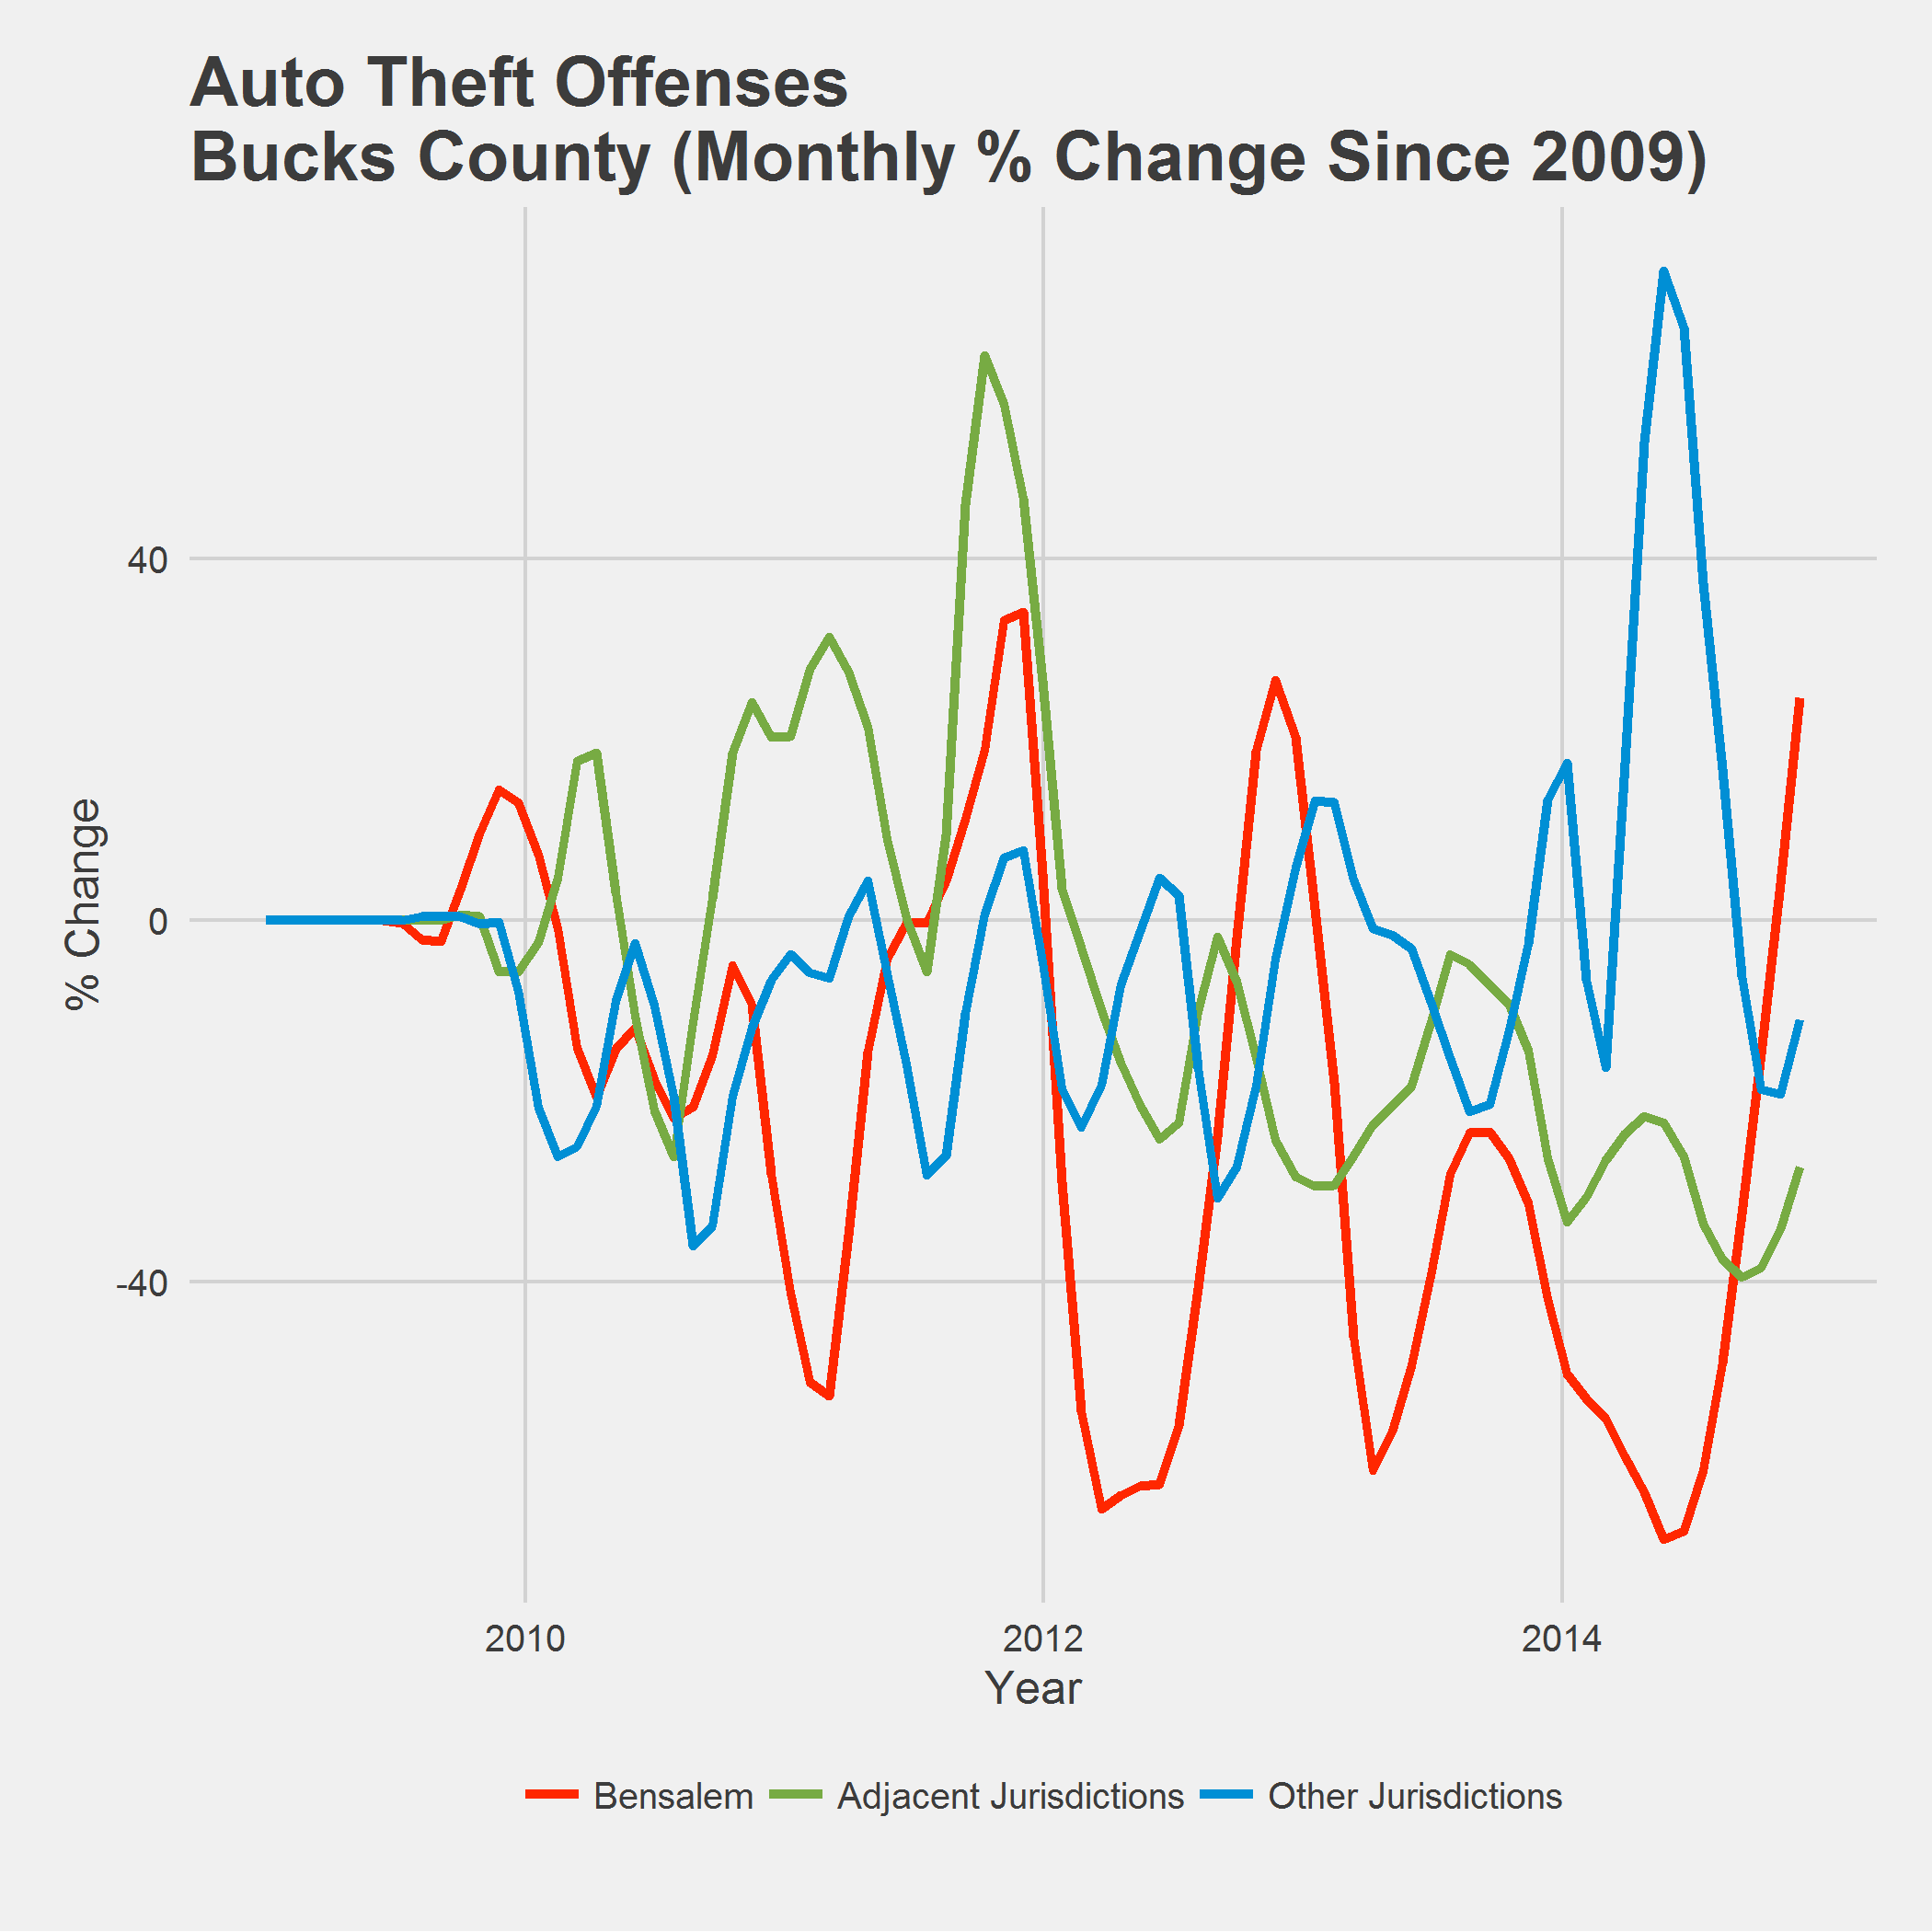 Auto Theft Offenses
Bucks County (Monthly % Change Since 2009)
% Change
40
0
-40
2010 2012 2014
Year
Bensalem Adjacent Jurisdictions Other Jurisdictions